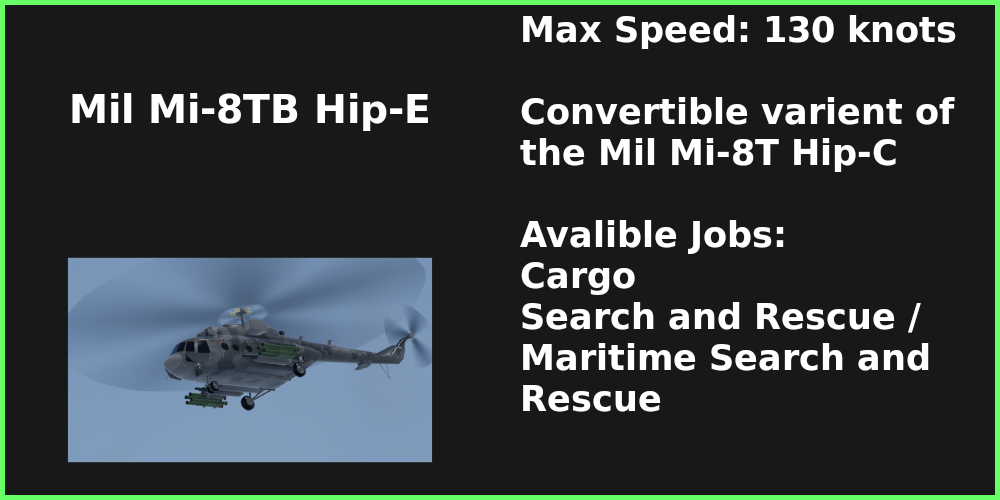 Mil Mi-8TB Hip-E
Max Speed: 130 knots
Convertible varient of
the Mil Mi-8T Hip-C
Avalible Jobs:
Cargo
Search and Rescue /
Maritime Search and
Rescue